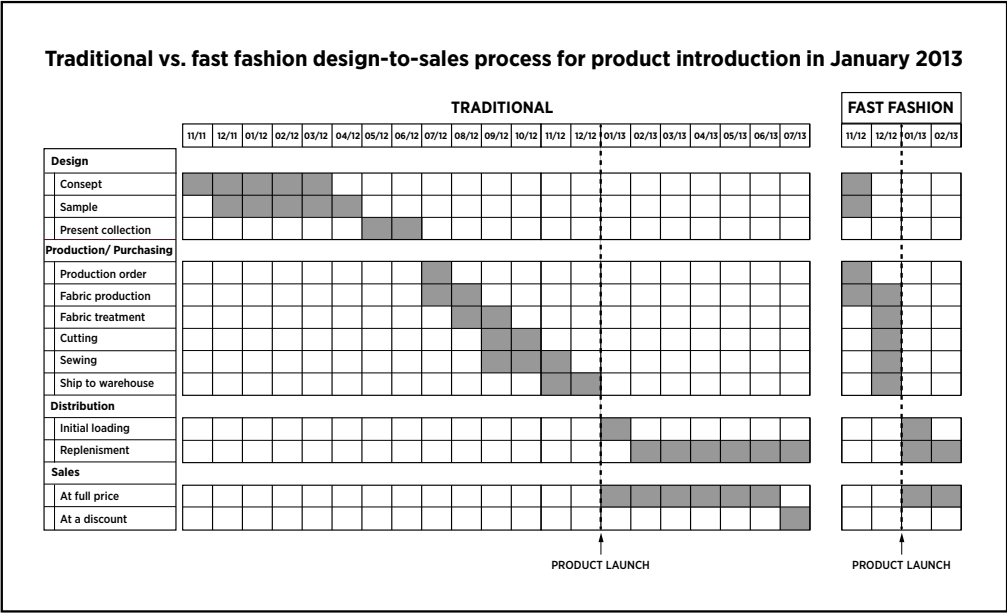 Traditional vs. fast fashion design-to-sales process for product introduction in January 2013
TRADITIONAL
FAST FASHION
11/11 12/11 01/12 02/12 03/12 04/12 05/12 06/12 07/12 08/12 09/12 10/12 11/12 12/12 01/13 02/13 03/13 04/13 05/13 06/13 07/13
11/12 12/12 01/13 02/13
Design
Consept
Sample
Present collection
Production/ Purchasing
Production order
Fabric production
Fabric treatment
Cutting
Sewing
Ship to warehouse
Distribution
Initial loading
Replenisment
Sales
At full price
At a discount
PRODUCT LAUNCH
PRODUCT LAUNCH